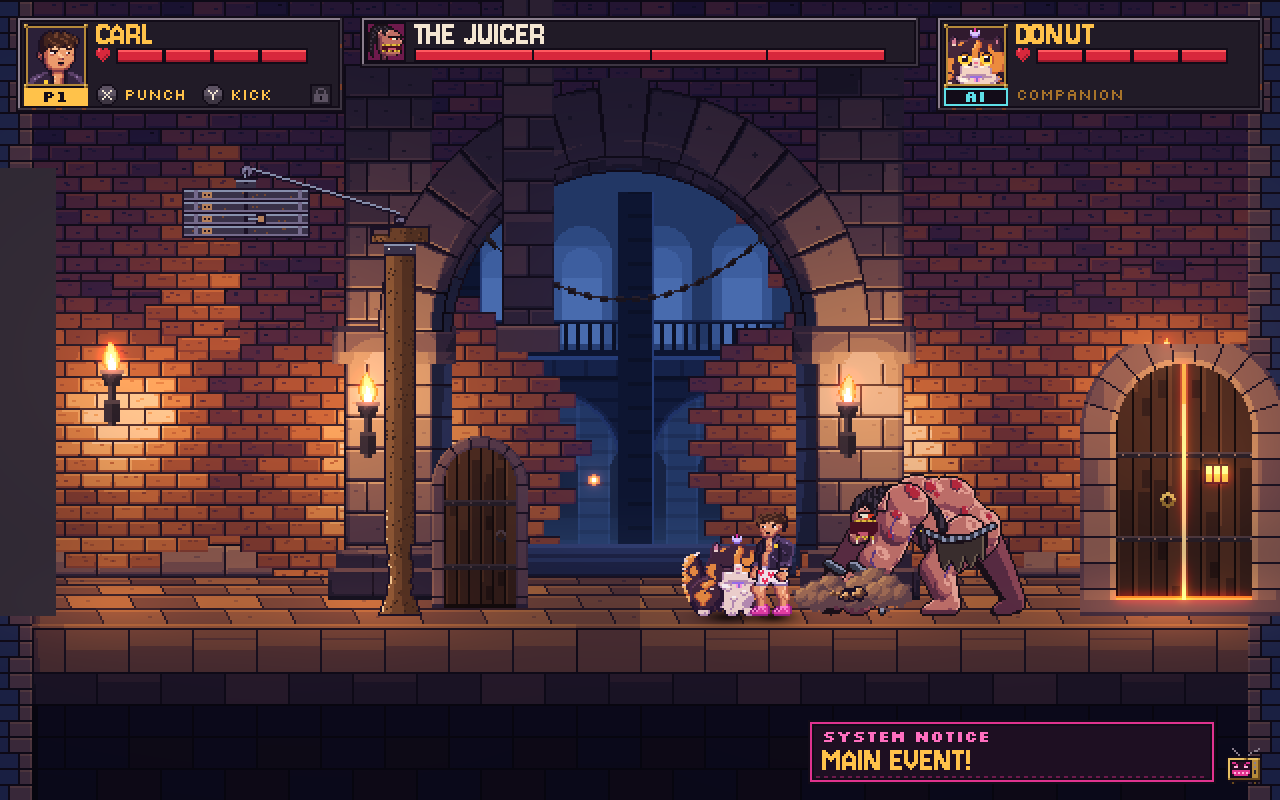 CARL
P1
X PUNCH Y KICK
THE JUICER
DONUT
AI
COMPANION
SYSTEM NOTICE
MAIN EVENT!